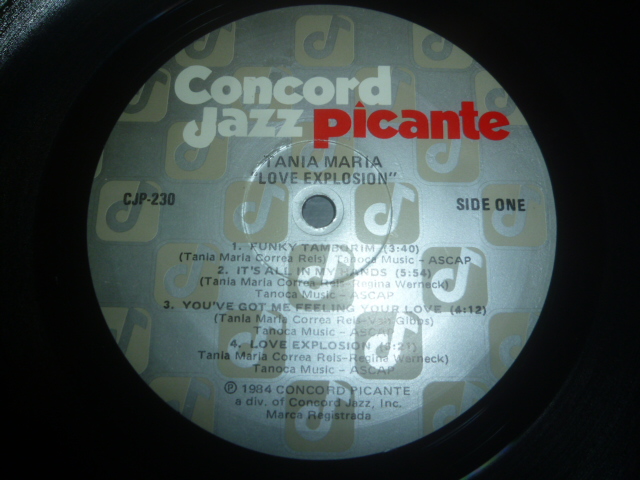 Concord
Jazz picante
TANIA MARIA
"LOVE EXPLOSION"
CJP-230
SIDE ONE
1. FUNKY TAMBORIM (3:40)
(Tania Maria Correa Reis) Tanoca Music – ASCAP
2. IT'S ALL IN MY HANDS (5:54)
(Tania Maria Correa Reis-Regina Werneck)
Tanoca Music – ASCAP
3. YOU'VE GOT ME FEELING YOUR LOVE (4:12)
(Tania Maria Correa Reis- Gibbs)
Tanoca Music – ASCAP
4. LOVE EXPLOSION
Tania Maria Correa Reis-Regina Werneck)
Tanoca Music – ASCAP
Ⓟ 1984 CONCORD PICANTE
a div. of Concord Jazz, Inc.
Marca Registrada